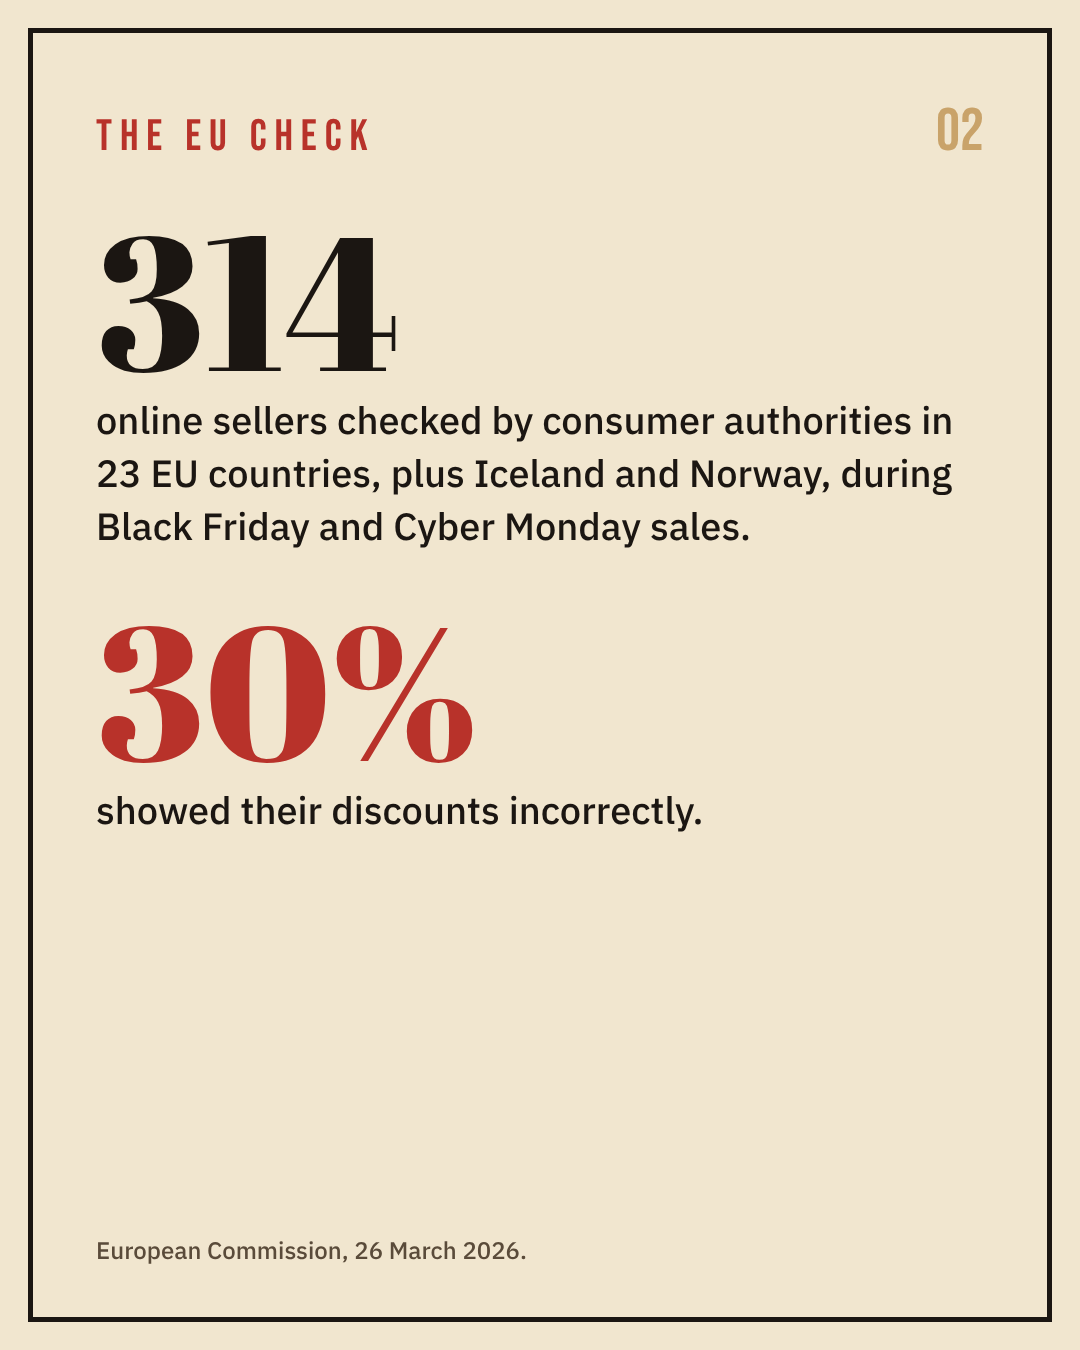 THE EU CHECK
02
314
online sellers checked by consumer authorities in
23 EU countries, plus Iceland and Norway, during
Black Friday and Cyber Monday sales.
30%
showed their discounts incorrectly.
European Commission, 26 March 2026.